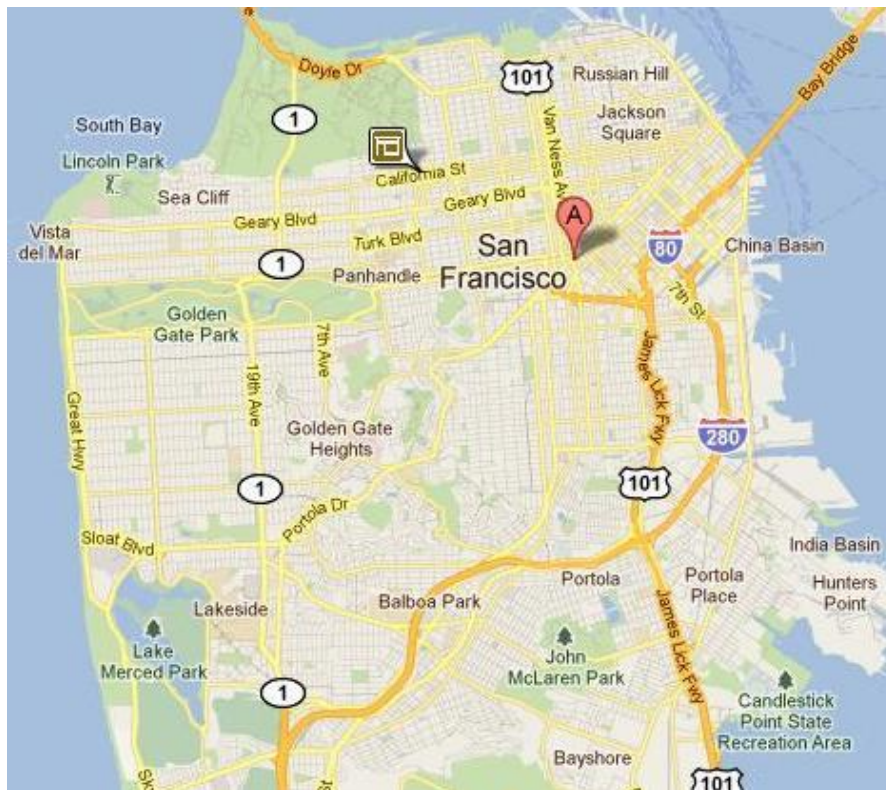 Doyle Dr
101
Russian Hill
Jackson
Square
Bay Bridge
1
South Bay
Lincoln Park
Van Ness Av
California St
Sea Cliff
Geary Blvd
Geary Blvd
A
Vista
del Mar
Turk Blvd
San
Francisco
80
China Basin
1
Panhandle
7th St
Golden
Gate Park
7th Ave
James Lick Fwy
19th Ave
Great Hwy
Golden Gate
Heights
280
101
1
Portola Dr
Sloat Blvd
India Basin
Portola
Portola
Place
Hunters
Point
Lakeside
Balboa Park
James Lick Fwy
Lake
Merced Park
John
McLaren Park
1
Candlestick
Point State
Recreation Area
Bayshore
101